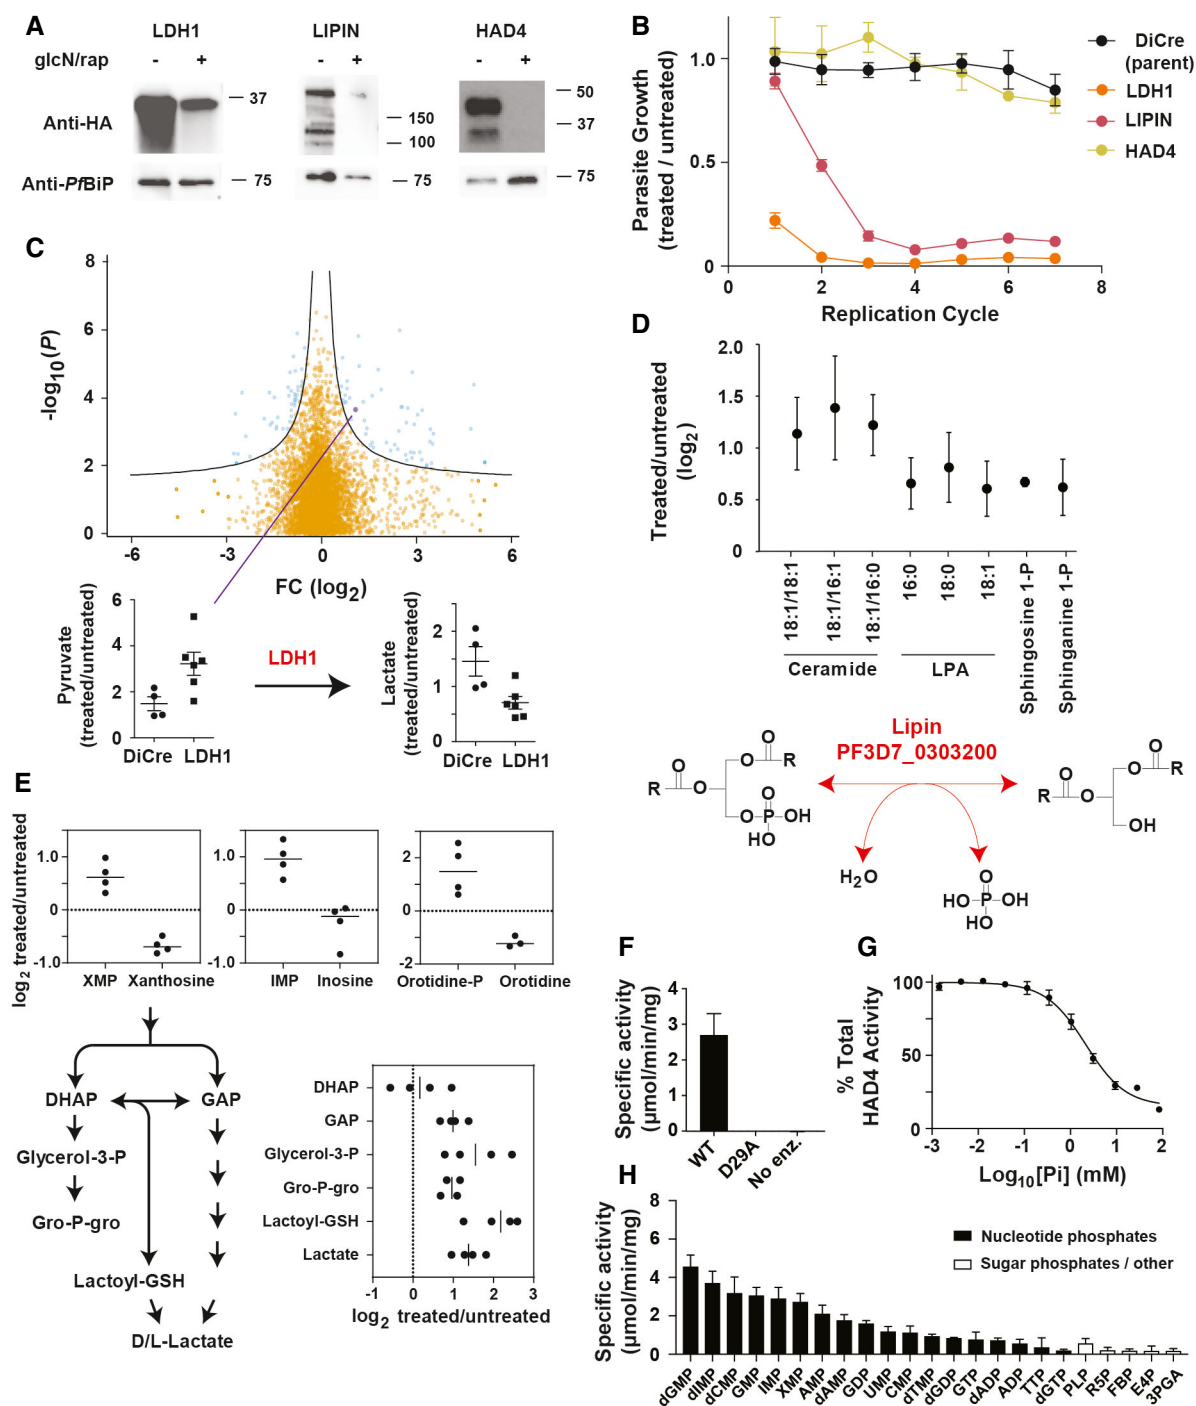 A
LDH1 LIPIN HAD4
glcN/rap - + - + - +
Anti-HA
37
150
100
50
37
Anti-PfBiP
75
75
75
B
Parasite Growth
(treated / untreated)
1.0
0.5
0
0 2 4 6 8
Replication Cycle
DiCre
(parent)
LDH1
LIPIN
HAD4
C
-log10(P)
8
6
4
2
0
-6 -3 0 3 6
FC (log2)
Pyruvate
(treated/untreated)
6
4
2
0
DiCre LDH1
LDH1
Lactate
(treated/untreated)
2
1
0
DiCre LDH1
D
Treated/untreated
(log2)
2.0
1.5
1.0
0.5
0
18:1/18:1
18:1/16:1
18:1/16:0
16:0
18:0
18:1
Sphingosine 1-P
Sphinganine 1-P
Ceramide
LPA
Lipin
PF3D7_0303200
O
O
R
O
R
O
O
O
P
OH
HO
H2O
O
HO
P
OH
HO
O
O
R
O
R
O
OH
E
log2 treated/untreated
1.0
0
-1.0
XMP Xanthosine
1.0
0
-1.0
IMP Inosine
2
0
-2
Orotidine-P Orotidine
DHAP
GAP
Glycerol-3-P
Gro-P-gro
Lactoyl-GSH
D/L-Lactate
DHAP
GAP
Glycerol-3-P
Gro-P-gro
Lactoyl-GSH
Lactate
-1 0 1 2 3
log2 treated/untreated
F
Specific activity
(µmol/min/mg)
4
3
2
1
0
WT
D29A
No enz.
G
% Total
HAD4 Activity
100
50
0
-3 -2 -1 0 1 2
Log10[Pi] (mM)
H
Specific activity
(µmol/min/mg)
8
6
4
2
0
Nucleotide phosphates
Sugar phosphates / other
dGMP
dIMP
dCMP
GMP
IMP
XMP
AMP
dAMP
GDP
UMP
CMP
dTMP
dGDP
GTP
dADP
ADP
TTP
dGTP
PLP
R5P
FBP
E4P
3PGA